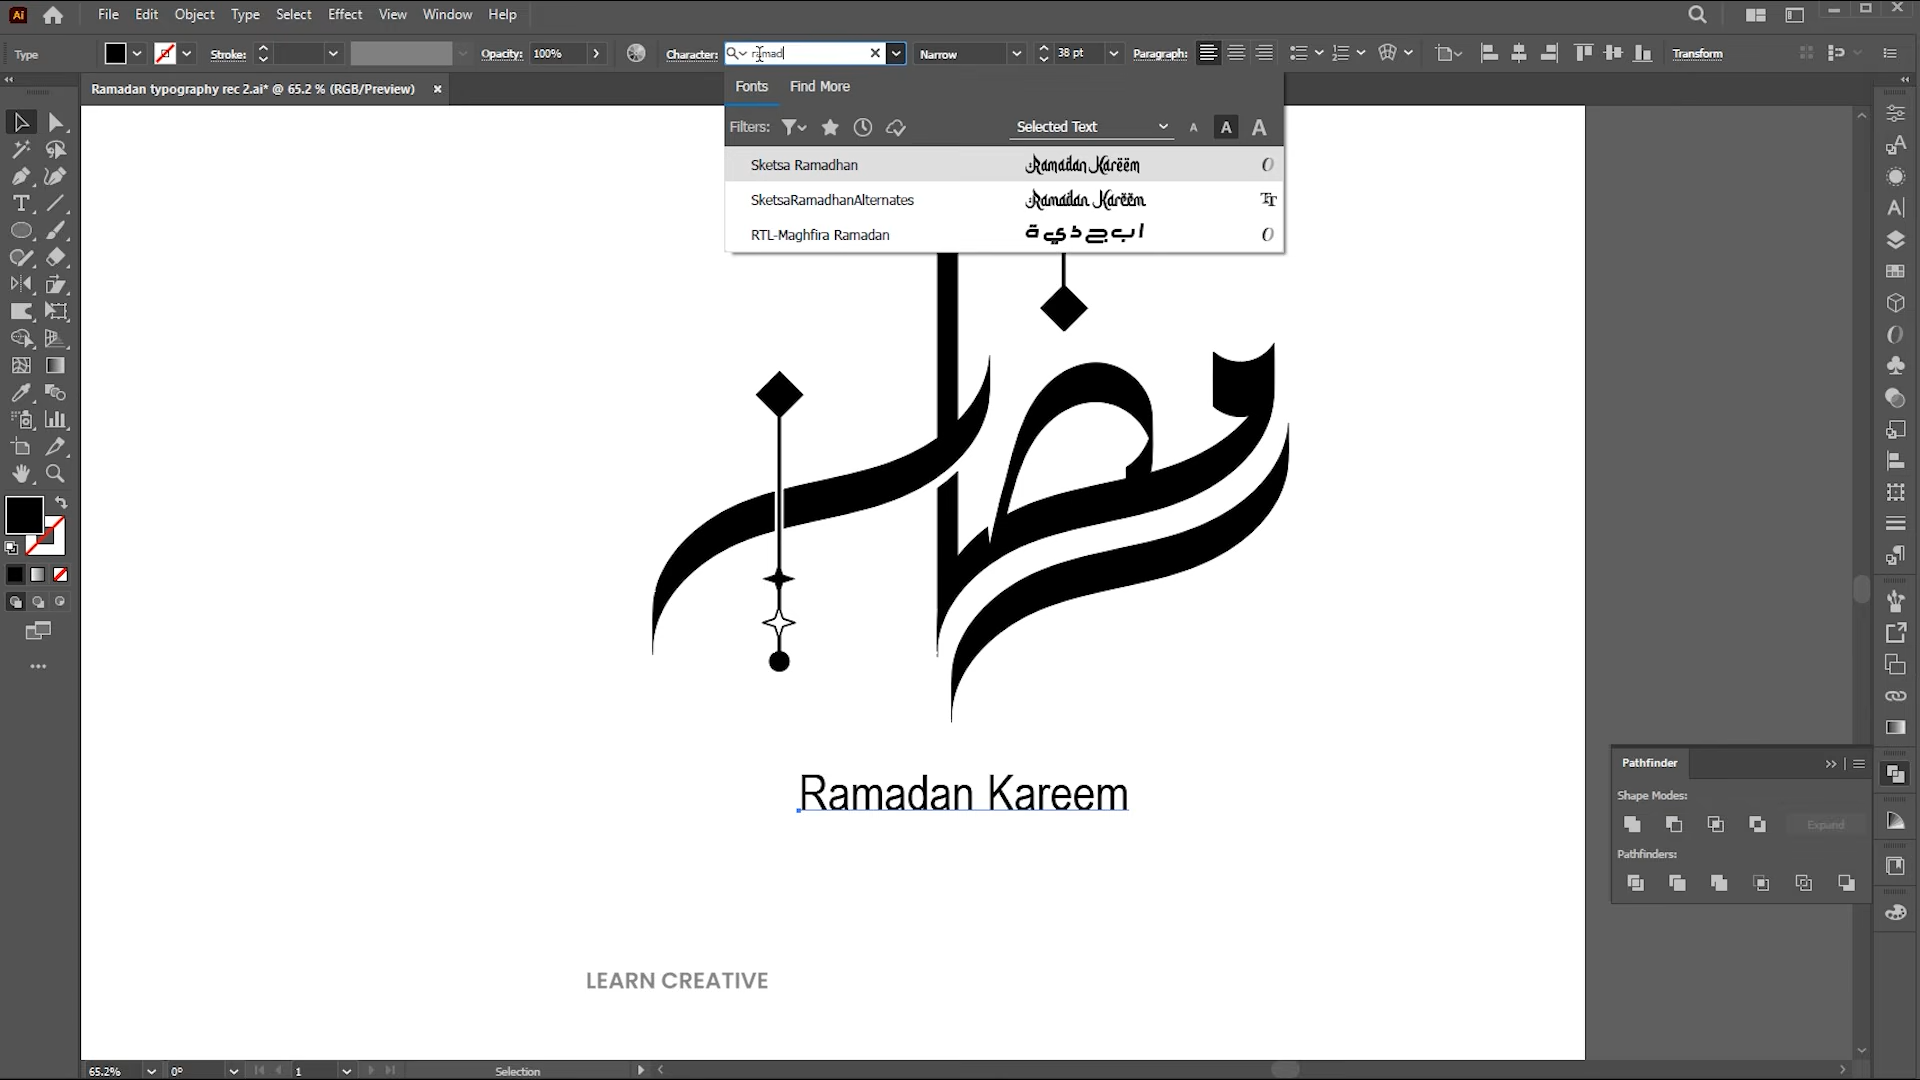 Ai File Edit Object Type Select Effect View Window Help
Type Stroke: Opacity: 100% Character: ramad Narrow 38 pt Paragraph: Transform
Ramadan typography rec 2.ai* @ 65.2 % (RGB/Preview)
Fonts Find More
Filters: Selected Text A A A
Sketsa Ramadhan Ramadan Kareem
SketsaRamadhanAlternates Ramadan Kareem
RTL-Maghfira Ramadan ا ب ج د ي ة
Ramadan Kareem
Pathfinder
Shape Modes:
Expand
Pathfinders:
LEARN CREATIVE
65.2% 0° 1 Selection